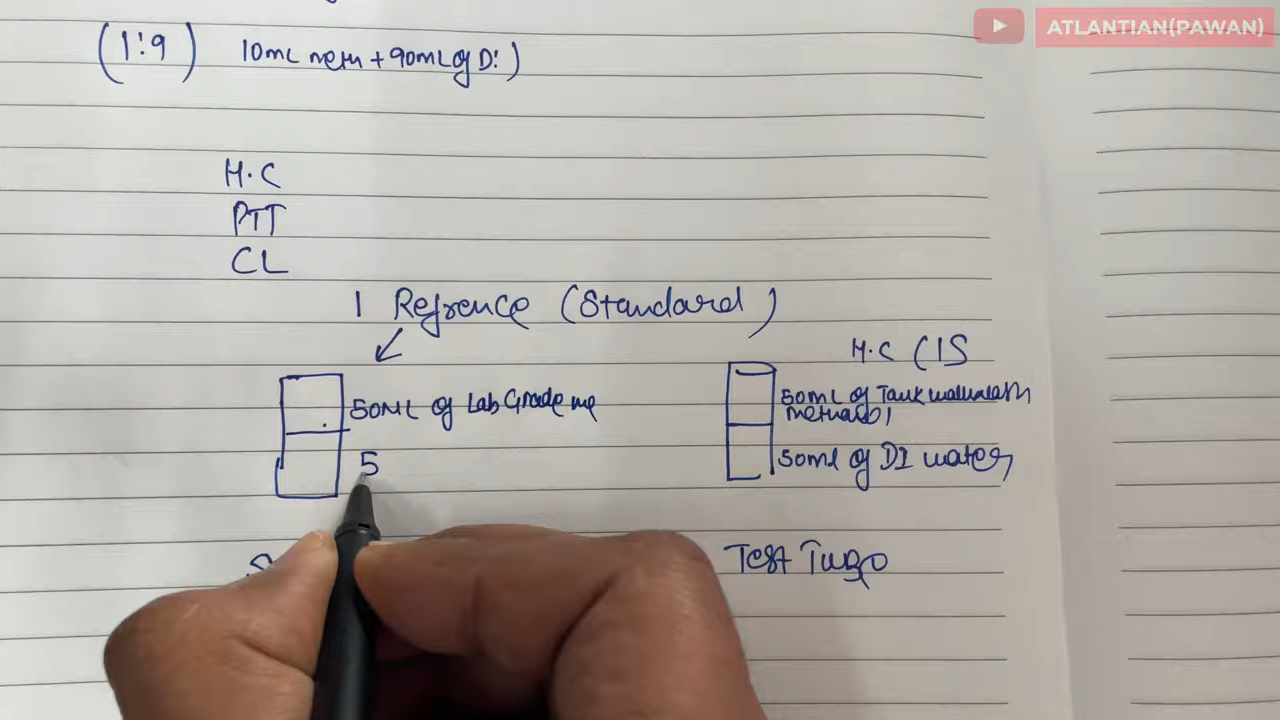 ATLANTIAN(PAWAN)
(1:9) 10ML meth + 90ML of D!)
H.C
PTT
CL
1 Refrence (Standard)
H.C (IS
50ML of Lab Grade me
50ml of Tank
methanol
5
50ml of DI water
Test Tube